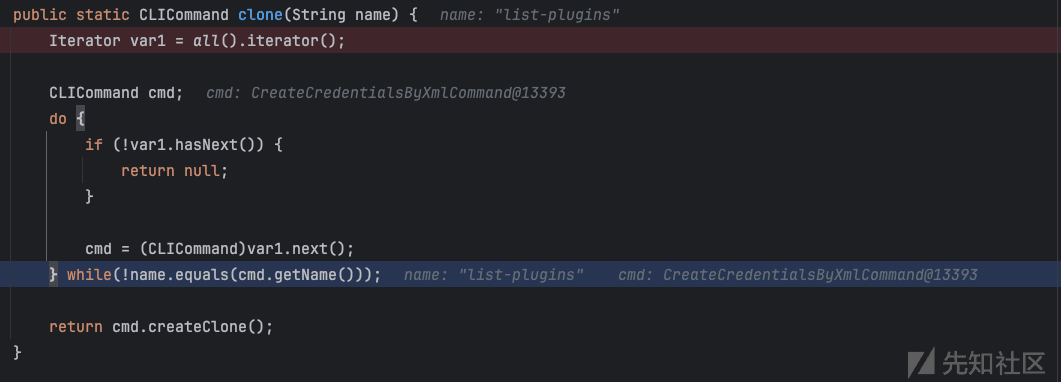 public static CLICommand clone(String name) {  name: "list-plugins"
    Iterator var1 = all().iterator();
    CLICommand cmd;  cmd: CreateCredentialsByXmlCommand@13393
    do {
        if (!var1.hasNext()) {
            return null;
        }
        cmd = (CLICommand)var1.next();
    } while(!name.equals(cmd.getName()));  name: "list-plugins"    cmd: CreateCredentialsByXmlCommand@13393
    return cmd.createClone();
}
先知社区